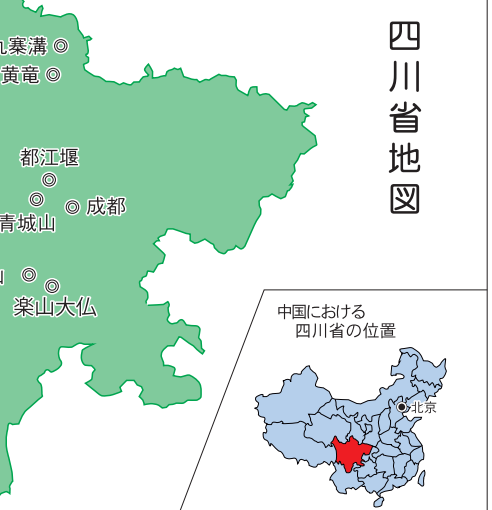 四川省地図
九寨溝
黄竜
都江堰
成都
青城山
山
楽山大仏
中国における
四川省の位置
北京